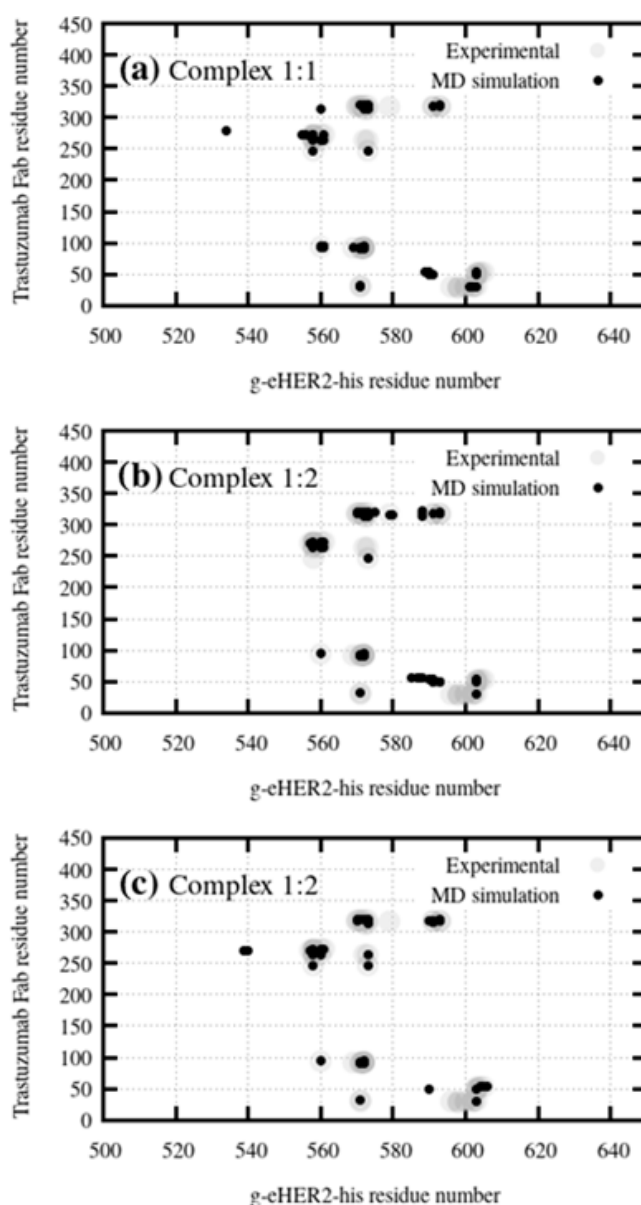 450
400
350
300
250
200
150
100
50
0
Trastuzumab Fab residue number
(a) Complex 1:1
Experimental
MD simulation
500 520 540 560 580 600 620 640
g-eHER2-his residue number
450
400
350
300
250
200
150
100
50
0
Trastuzumab Fab residue number
(b) Complex 1:2
Experimental
MD simulation
500 520 540 560 580 600 620 640
g-eHER2-his residue number
450
400
350
300
250
200
150
100
50
0
Trastuzumab Fab residue number
(c) Complex 1:2
Experimental
MD simulation
500 520 540 560 580 600 620 640
g-eHER2-his residue number